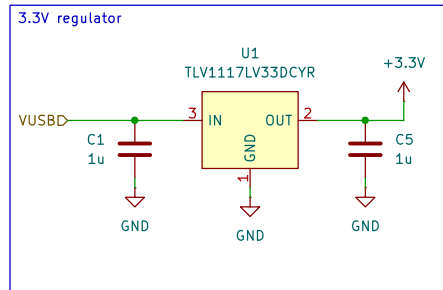 3.3V regulator
U1
TLV1117LV33DCYR
+3.3V
VUSB
3
IN
OUT
2
C1
1u
GND
1
C5
1u
GND
GND
GND